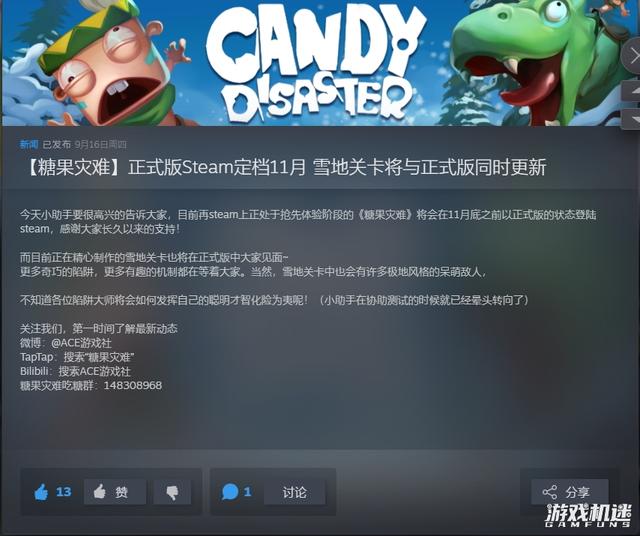 CANDY
DISASTER
新闻 已发布 9月16日周四
【糖果灾难】正式版Steam定档11月 雪地关卡将与正式版同时更新
今天小助手要很高兴的告诉大家，目前再steam上正处于抢先体验阶段的《糖果灾难》将会在11月底之前以正式版的状态登陆
steam，感谢大家长久以来的支持！
而目前正在精心制作的雪地关卡也将在正式版中大家见面~
更多奇巧的陷阱，更多有趣的机制都在等着大家。当然，雪地关卡中也会有许多极地风格的呆萌敌人，
不知道各位陷阱大师将会如何发挥自己的聪明才智化险为夷呢！（小助手在协助测试的时候就已经晕头转向了）
关注我们，第一时间了解最新动态
微博：@ACE游戏社
TapTap：搜索“糖果灾难”
Bilibili：搜索ACE游戏社
糖果灾难吃糖群：148308968
13 赞 1 讨论 分享
游戏机迷
GAMFUNS